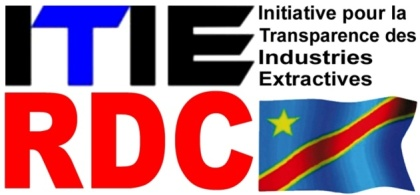 ITIE
RDC
Initiative pour la
Transparence des
Industries
Extractives